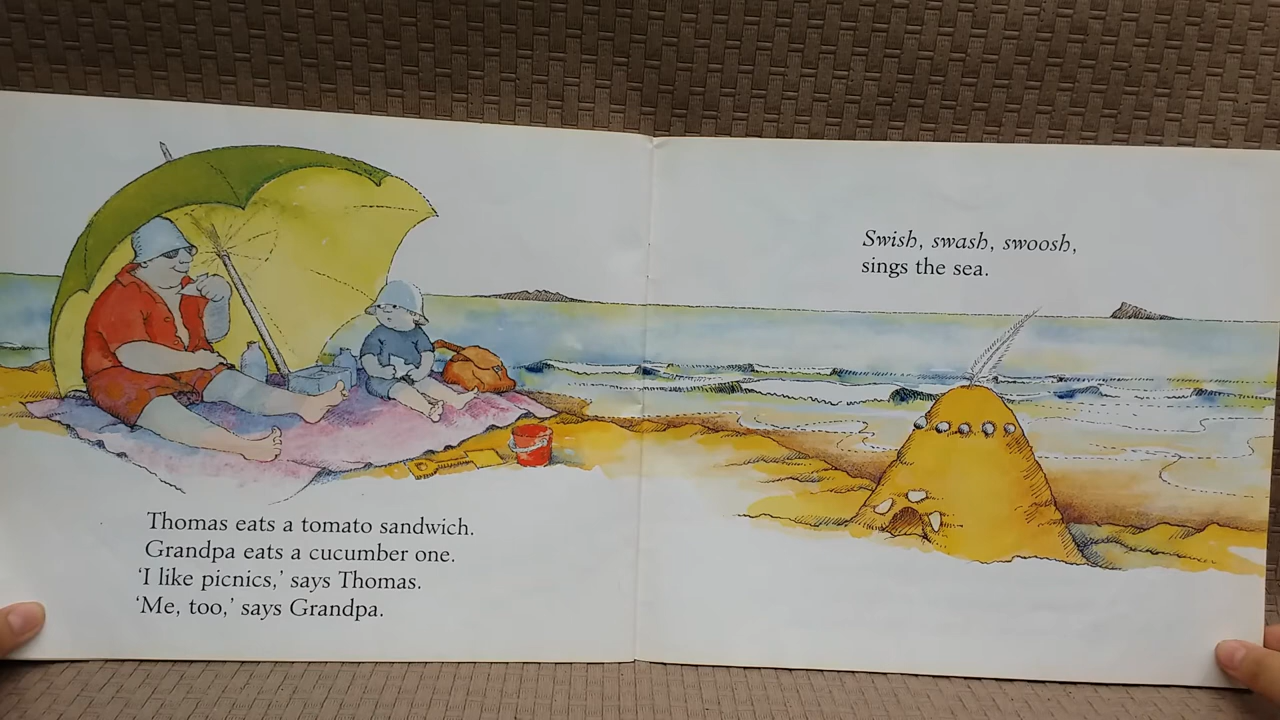 Thomas eats a tomato sandwich.
Grandpa eats a cucumber one.
‘I like picnics,’ says Thomas.
‘Me, too,’ says Grandpa.
Swish, swash, swoosh,
sings the sea.